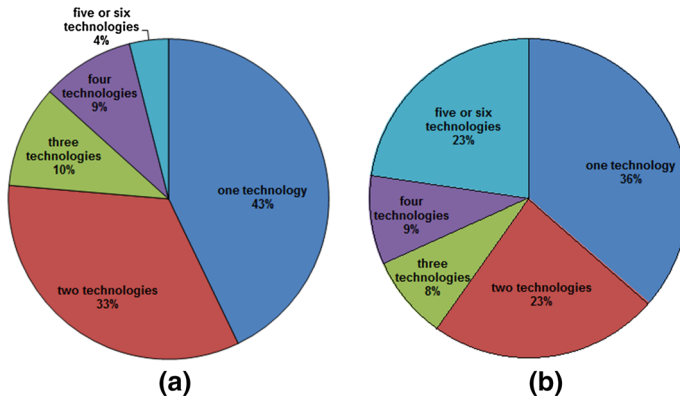 five or six
technologies
4%
four
technologies
9%
three
technologies
10%
one technology
43%
two technologies
33%
(a)
five or six
technologies
23%
one technology
36%
four
technologies
9%
three
technologies
8%
two technologies
23%
(b)